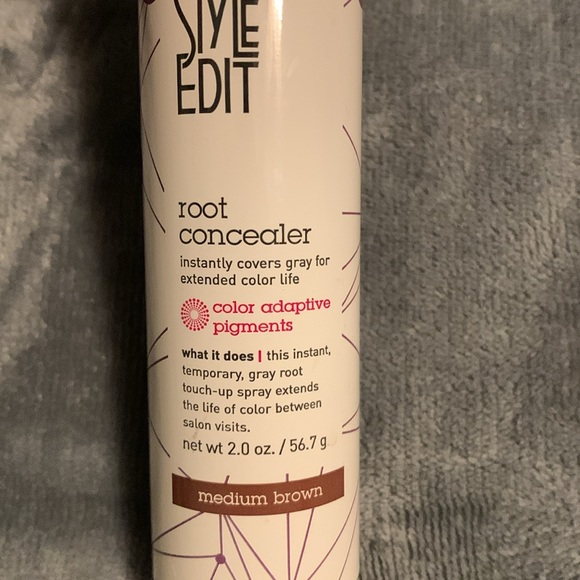 STYLE
EDIT
root
concealer
instantly covers gray for
extended color life
color adaptive
pigments
what it does | this instant,
temporary, gray root
touch-up spray extends
the life of color between
salon visits.
net wt 2.0 oz. / 56.7 g
medium brown